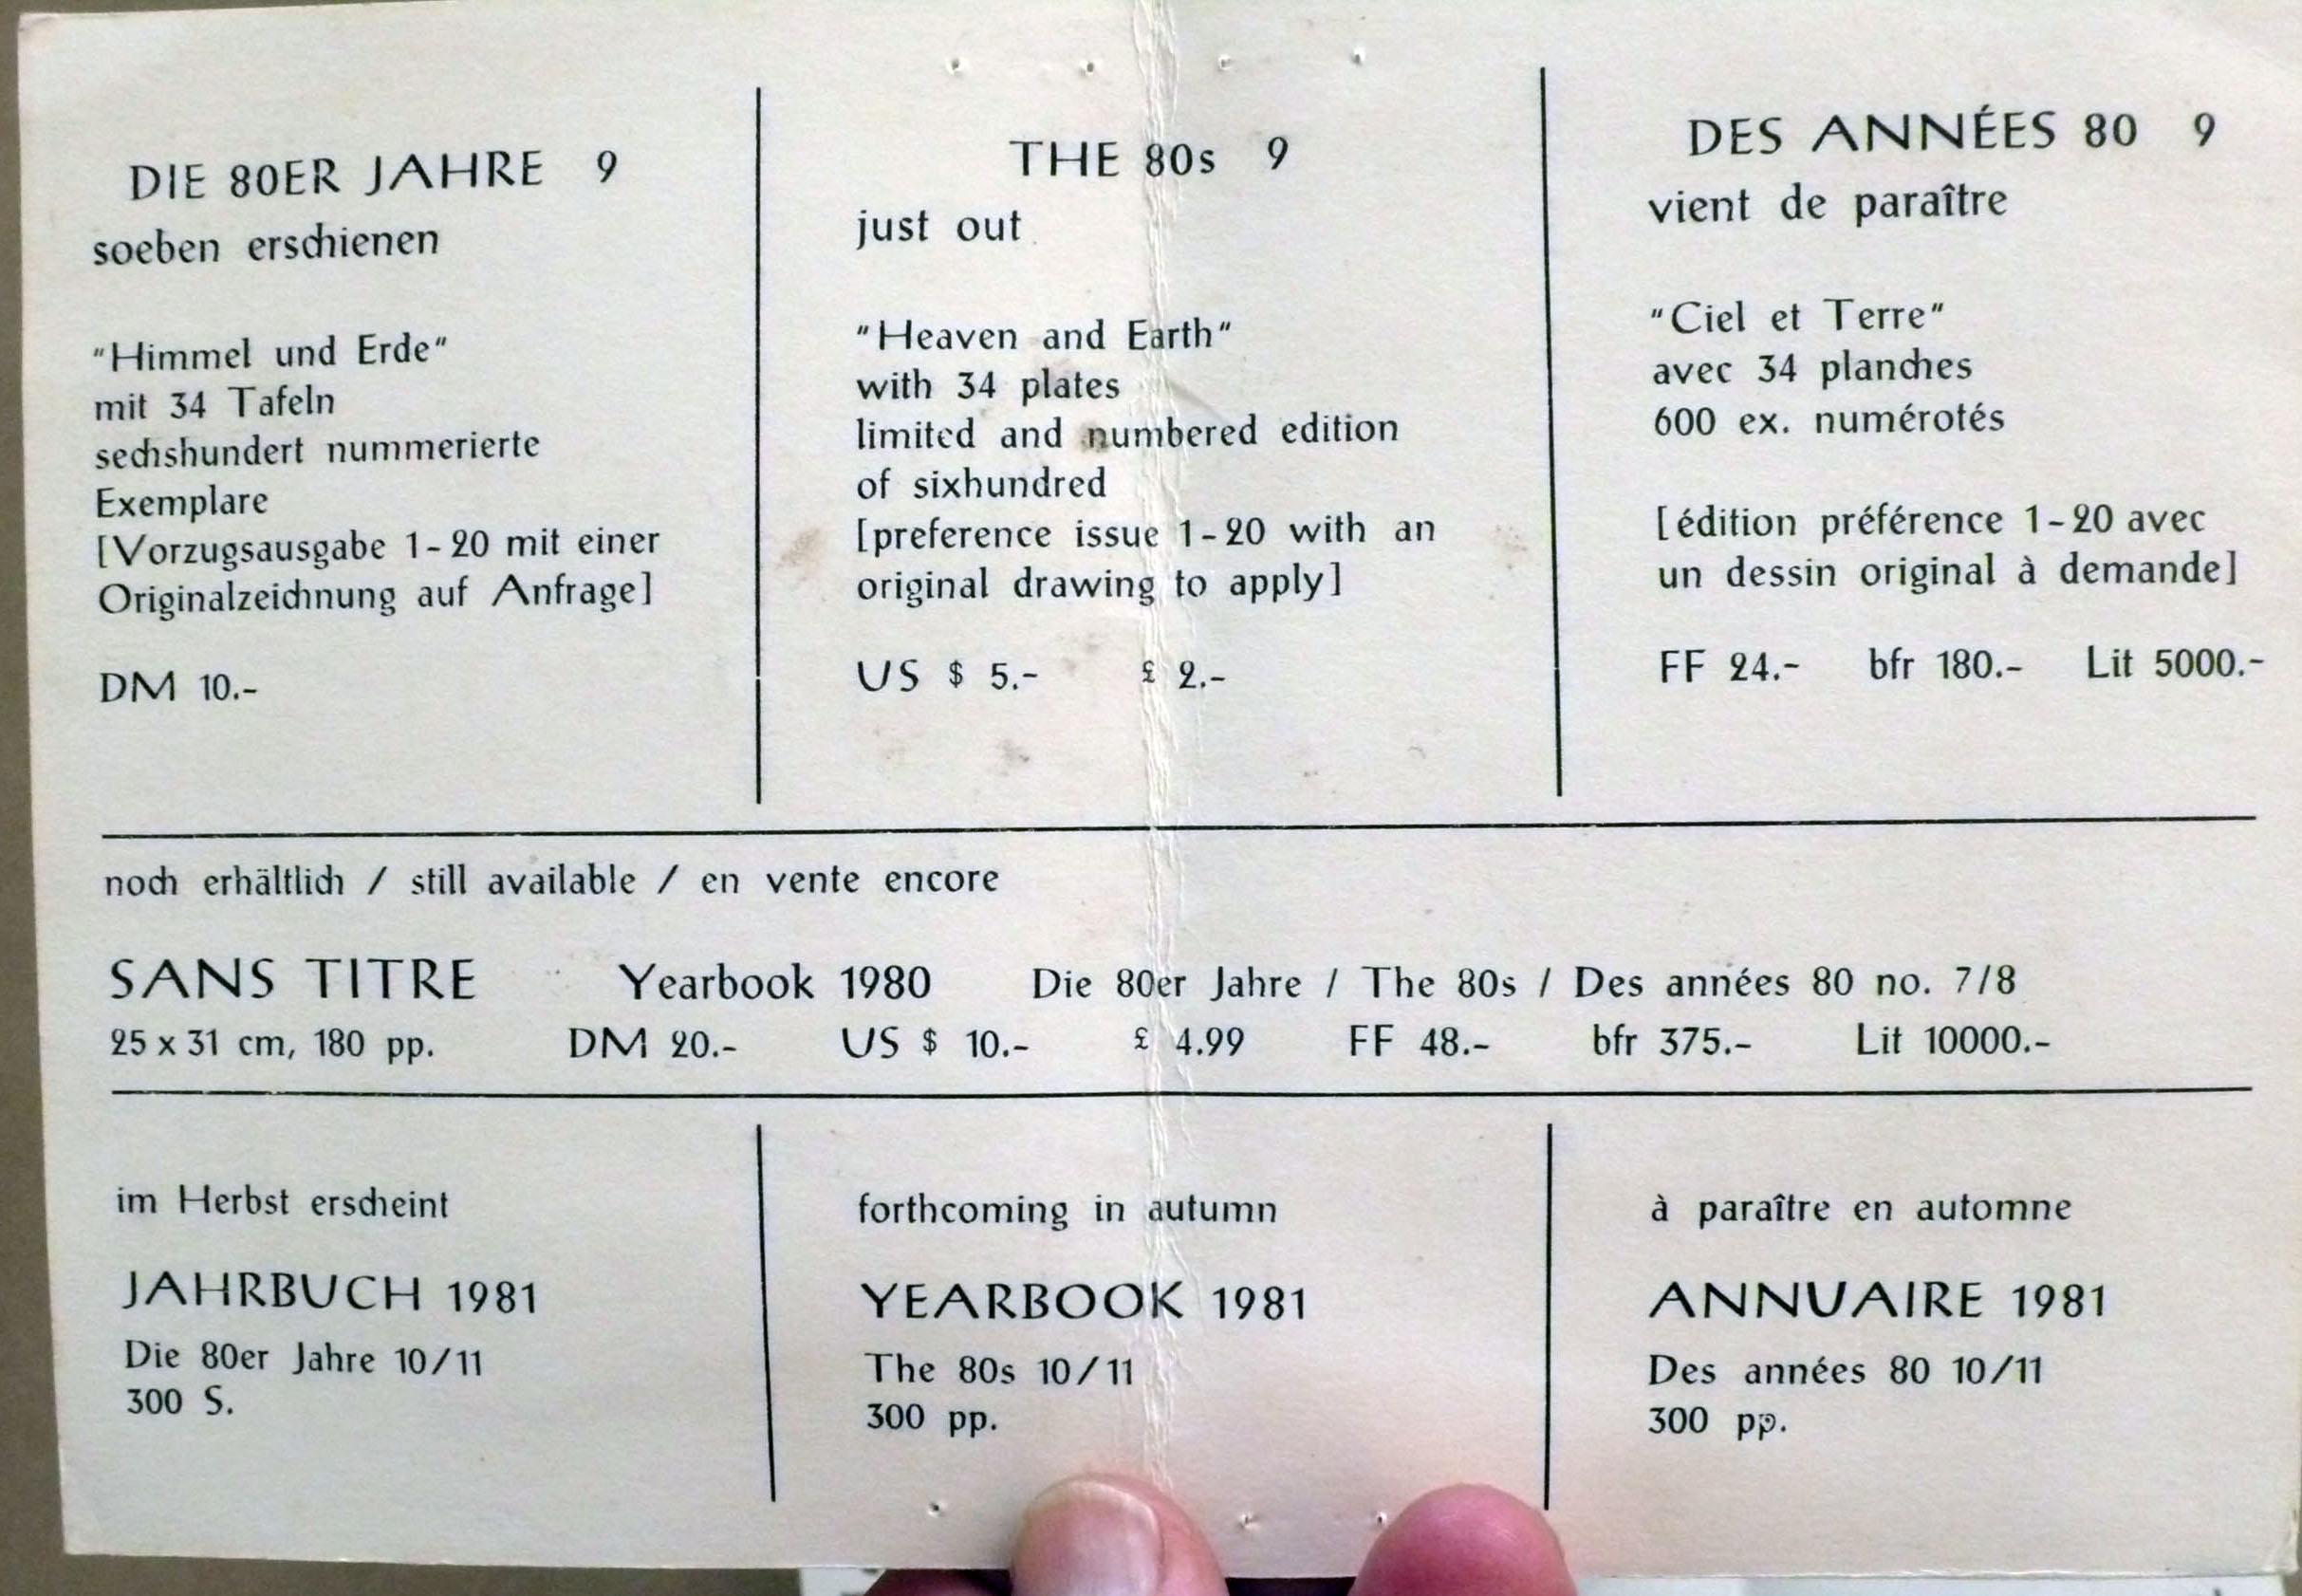 DIE 80ER JAHRE 9
soeben erschienen
"Himmel und Erde"
mit 34 Tafeln
sechshundert nummerierte
Exemplare
[Vorzugsausgabe 1-20 mit einer
Originalzeichnung auf Anfrage]
DM 10.-
THE 80s 9
just out
"Heaven and Earth"
with 34 plates
limited and numbered edition
of sixhundred
[preference issue 1-20 with an
original drawing to apply]
US $ 5.- £ 2.-
DES ANNÉES 80 9
vient de paraître
"Ciel et Terre"
avec 34 planches
600 ex. numérotés
[édition préférence 1-20 avec
un dessin original à demande]
FF 24.- bfr 180.- Lit 5000.-
noch erhältlich / still available / en vente encore
SANS TITRE Yearbook 1980 Die 80er Jahre / The 80s / Des années 80 no. 7/8
25 x 31 cm, 180 pp. DM 20.- US $ 10.- £ 4.99 FF 48.- bfr 375.- Lit 10000.-
im Herbst erscheint
JAHRBUCH 1981
Die 80er Jahre 10/11
300 S.
forthcoming in autumn
YEARBOOK 1981
The 80s 10/11
300 pp.
à paraître en automne
ANNUAIRE 1981
Des années 80 10/11
300 pp.